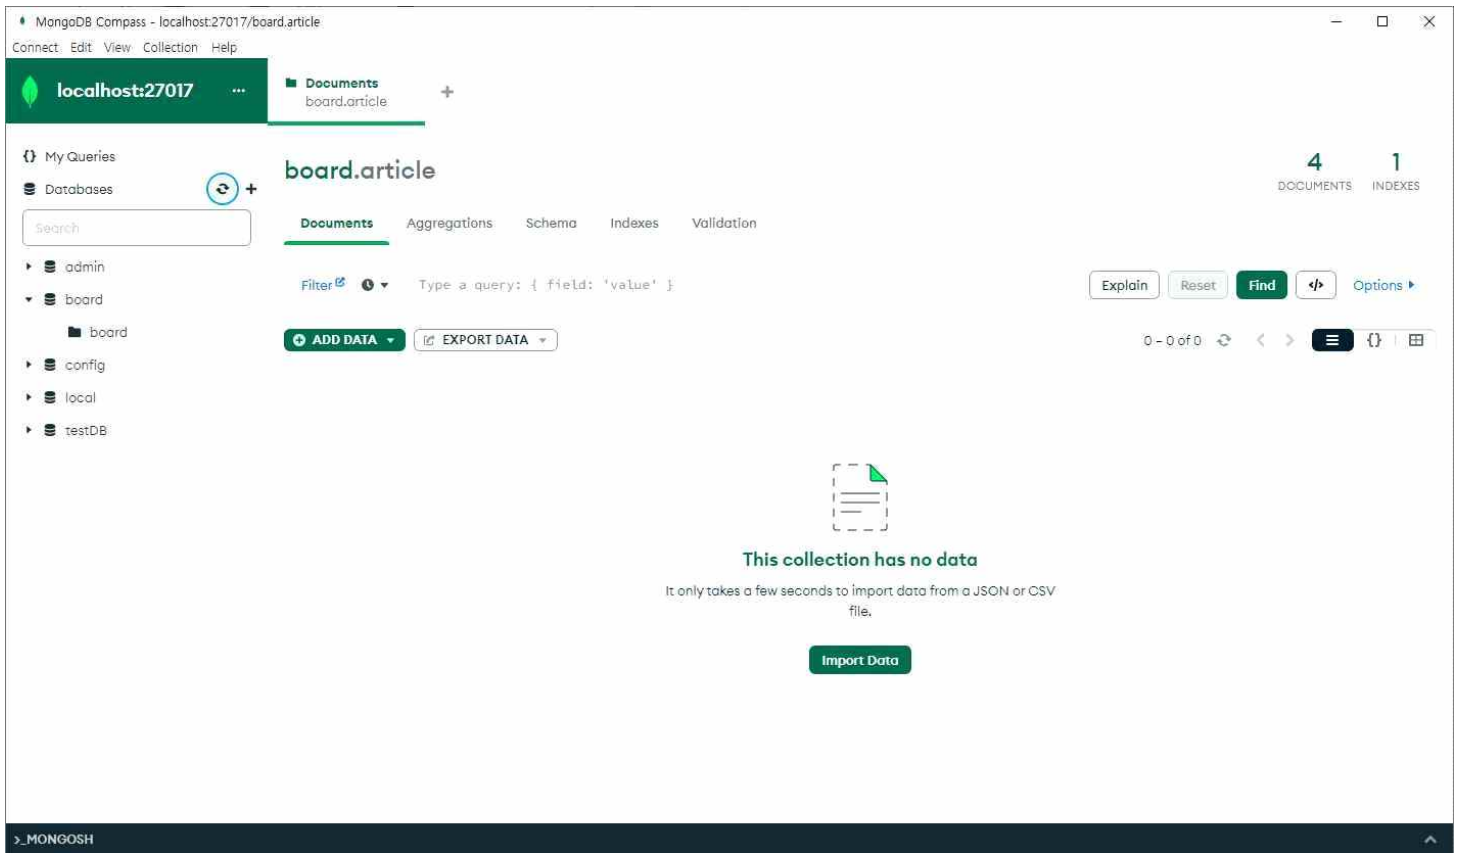 MongoDB Compass - localhost:27017/board.article
Connect Edit View Collection Help
localhost:27017 ...
Documents
board.article
{} My Queries
Databases
Search
admin
board
board
config
local
testDB
board.article
4
DOCUMENTS
1
INDEXES
Documents Aggregations Schema Indexes Validation
Filter Type a query: { field: 'value' } Explain Reset Find </> Options
ADD DATA EXPORT DATA 0 – 0 of 0 {}
This collection has no data
It only takes a few seconds to import data from a JSON or CSV
file.
Import Data
>_MONGOSH